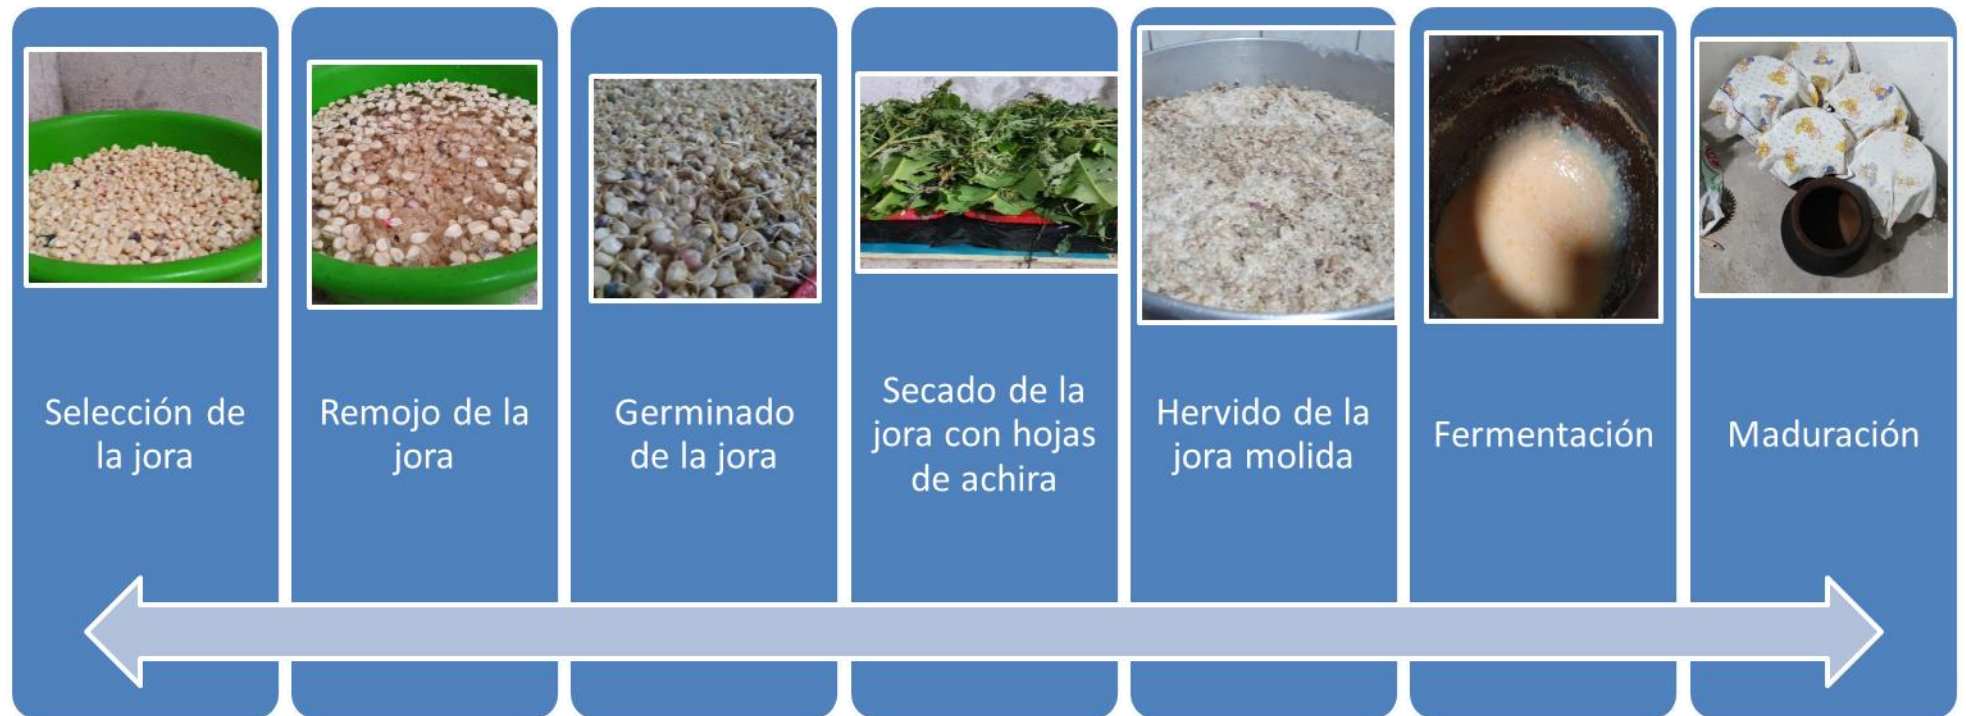 Selección de
la jora
Remojo de la
jora
Germinado
de la jora
Secado de la
jora con hojas
de achira
Hervido de la
jora molida
Fermentación
Maduración